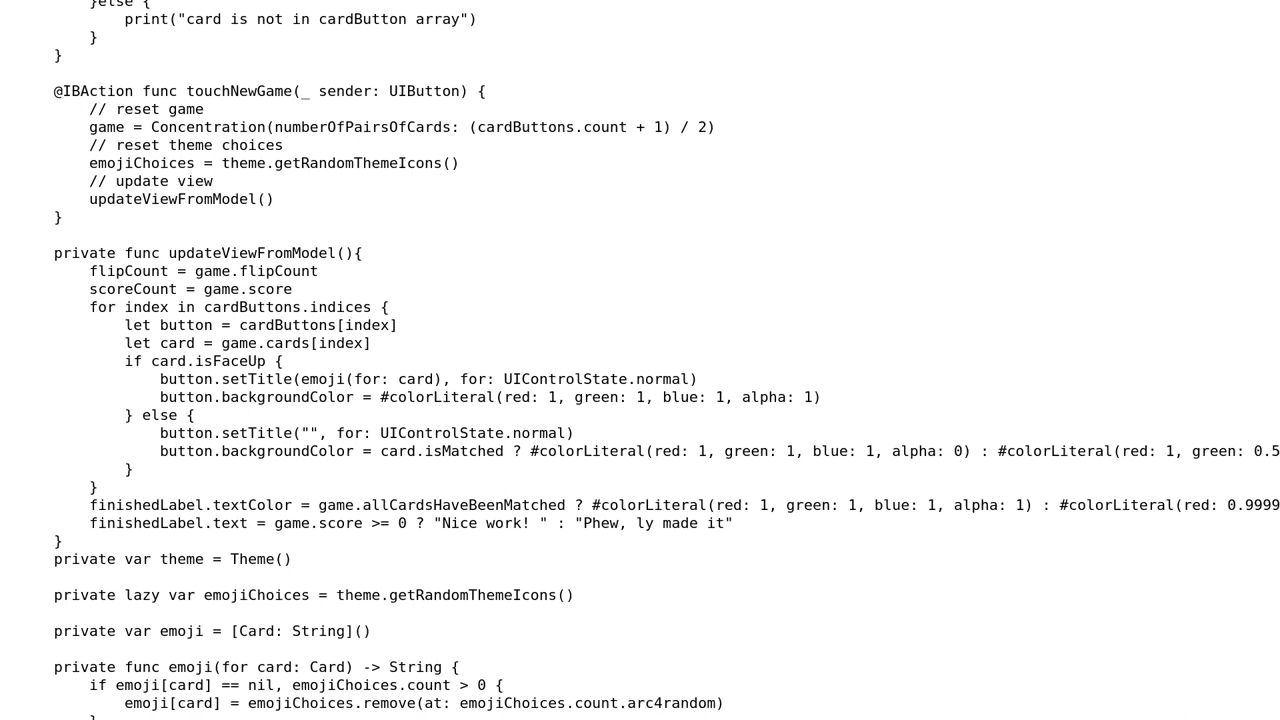 }else {
print("card is not in cardButton array")
}
}
@IBAction func touchNewGame(_ sender: UIButton) {
// reset game
game = Concentration(numberOfPairsOfCards: (cardButtons.count + 1) / 2)
// reset theme choices
emojiChoices = theme.getRandomThemeIcons()
// update view
updateViewFromModel()
}
private func updateViewFromModel(){
flipCount = game.flipCount
scoreCount = game.score
for index in cardButtons.indices {
let button = cardButtons[index]
let card = game.cards[index]
if card.isFaceUp {
button.setTitle(emoji(for: card), for: UIControlState.normal)
button.backgroundColor = #colorLiteral(red: 1, green: 1, blue: 1, alpha: 1)
} else {
button.setTitle("", for: UIControlState.normal)
button.backgroundColor = card.isMatched ? #colorLiteral(red: 1, green: 1, blue: 1, alpha: 0) : #colorLiteral(red: 1, green: 0.5
}
}
finishedLabel.textColor = game.allCardsHaveBeenMatched ? #colorLiteral(red: 1, green: 1, blue: 1, alpha: 1) : #colorLiteral(red: 0.9999
finishedLabel.text = game.score >= 0 ? "Nice work! " : "Phew, ly made it"
}
private var theme = Theme()
private lazy var emojiChoices = theme.getRandomThemeIcons()
private var emoji = [Card: String]()
private func emoji(for card: Card) -> String {
if emoji[card] == nil, emojiChoices.count > 0 {
emoji[card] = emojiChoices.remove(at: emojiChoices.count.arc4random)
}